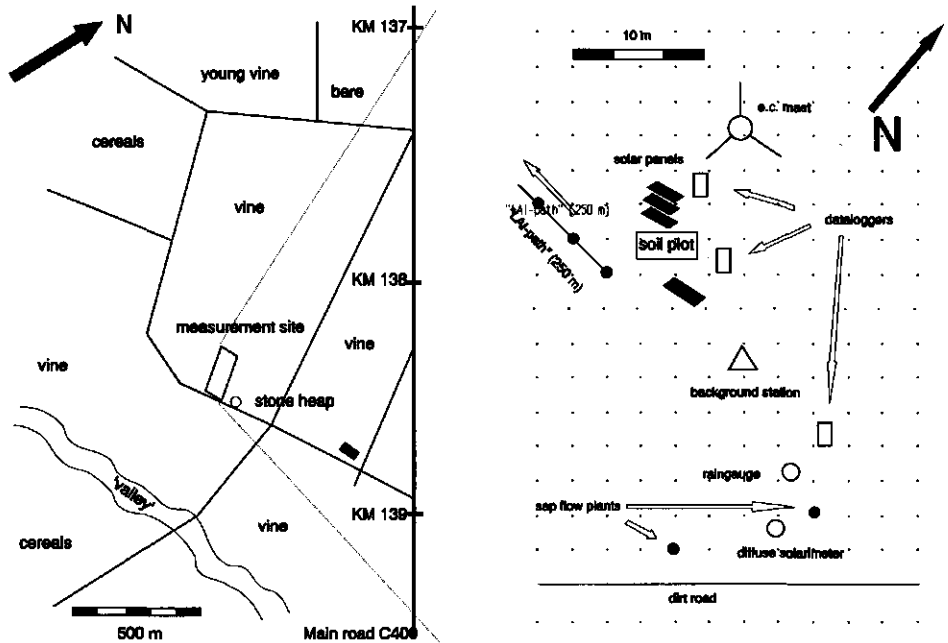 N
KM 137
young vine
bare
cereals
vine
KM 138
measurement site
vine
vine
stone heap
'valley'
KM 139
vine
cereals
500 m
Main road C400
10 m
N
e.c. mast
solar panels
"LAI-path" (250 m)
"LAI-path" (250 m)
dataloggers
soil plot
background station
raingauge
sap flow plants
diffuse solarimeter
dirt road